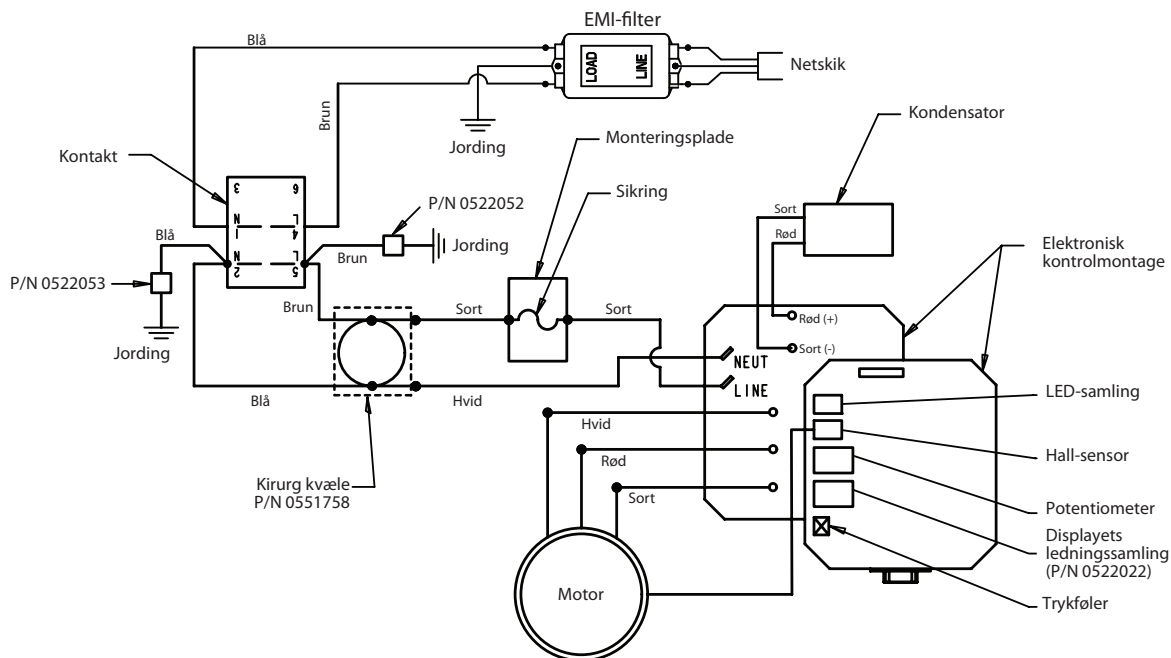 EMI-filter
Blå
LOAD
LINE
Netskik
Brun
Jording
Kondensator
Monteringsplade
Kontakt
3
6
Sikring
P/N 0522052
Sort
Rød
N
L
1
4
Blå
Jording
Brun
Elektronisk
kontrolmontage
N
L
2
5
P/N 0522053
Brun
Sort
Sort
Rød (+)
Jording
Sort (-)
NEUT
LINE
LED-samling
Blå
Hvid
Hvid
Hall-sensor
Rød
Kirurg kvæle
P/N 0551758
Sort
Potentiometer
Displayets
ledningssamling
(P/N 0522022)
Motor
Trykføler